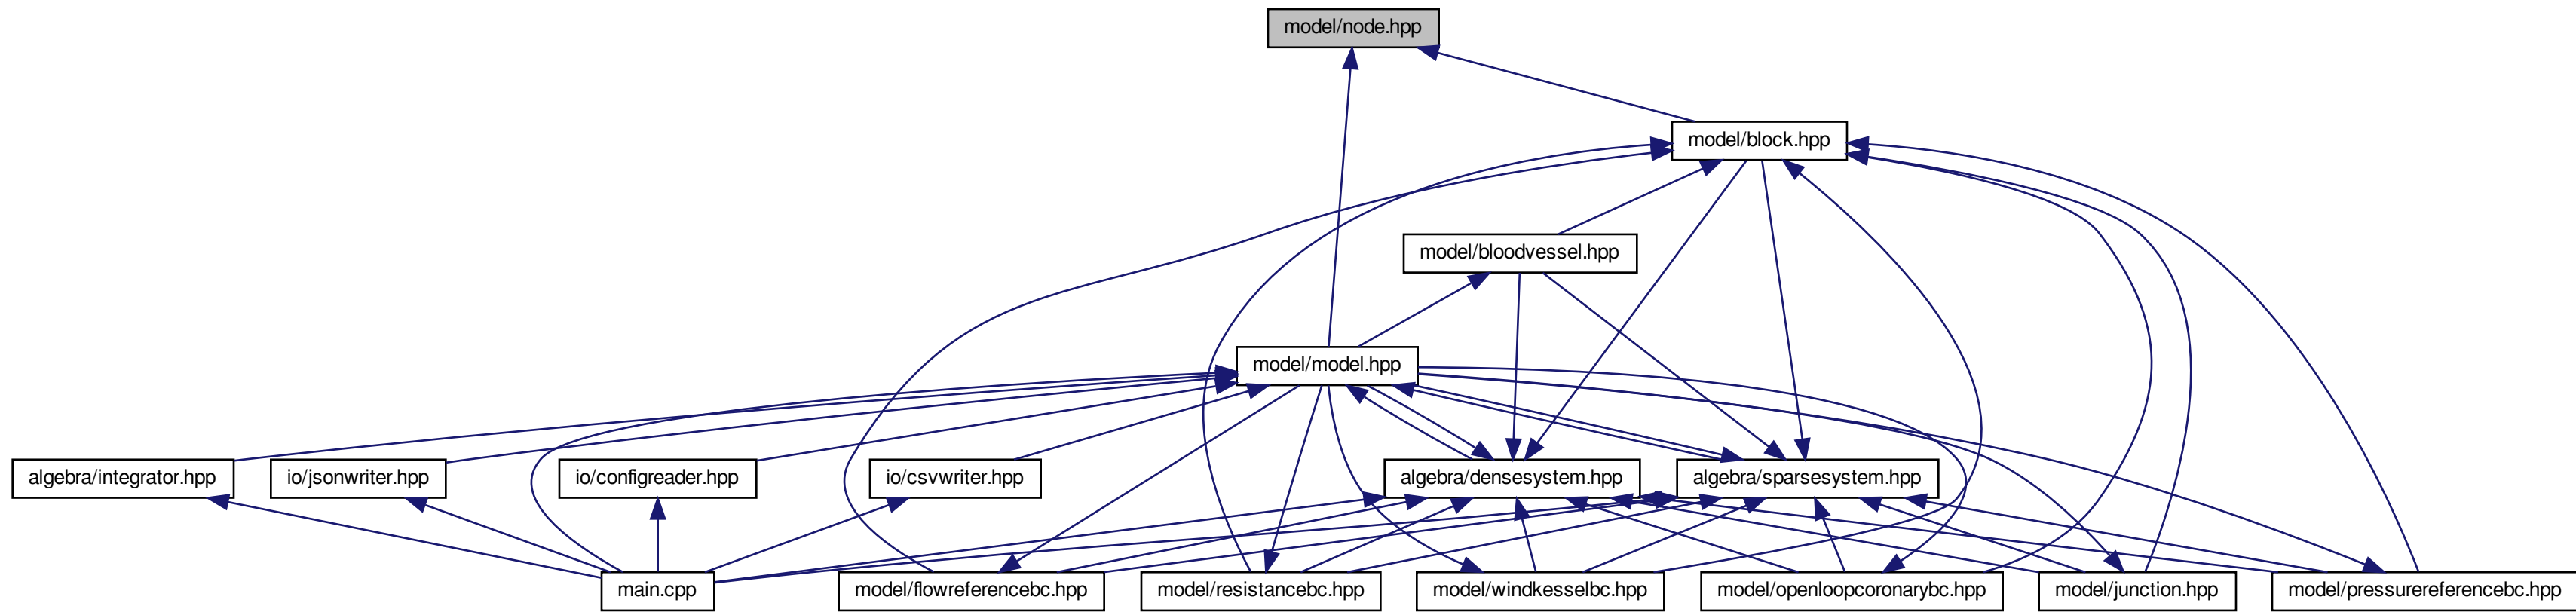 model/node.hpp
model/block.hpp
model/bloodvessel.hpp
model/model.hpp
algebra/integrator.hpp
io/jsonwriter.hpp
io/configreader.hpp
io/csvwriter.hpp
algebra/densesystem.hpp
algebra/sparsesystem.hpp
main.cpp
model/flowreferencebc.hpp
model/resistancebc.hpp
model/windkesselbc.hpp
model/openloopcoronarybc.hpp
model/junction.hpp
model/pressurereferencebc.hpp